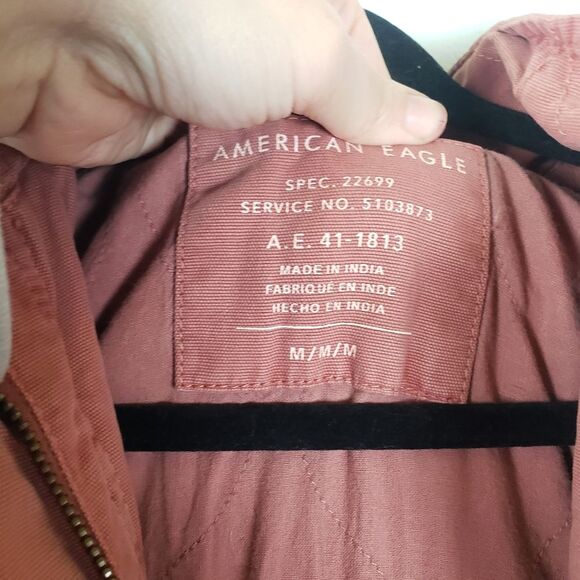 AMERICAN EAGLE
SPEC. 22699
SERVICE NO. 5103873
A.E. 41-1813
MADE IN INDIA
FABRIQUÉ EN INDE
HECHO EN INDIA
M/M/M